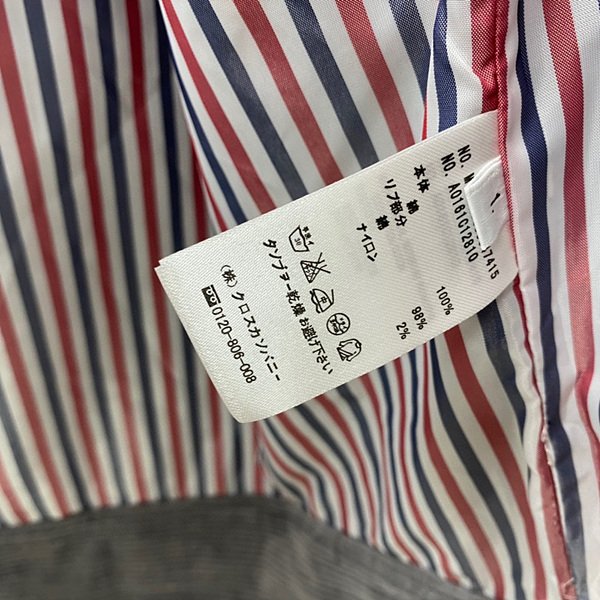 NO. A0161012810
本体 綿 100%
リブ部分
綿 98%
ナイロン 2%
タンブラー乾燥 お避け下さい
(株) クロスカンパニー
0120-806-008